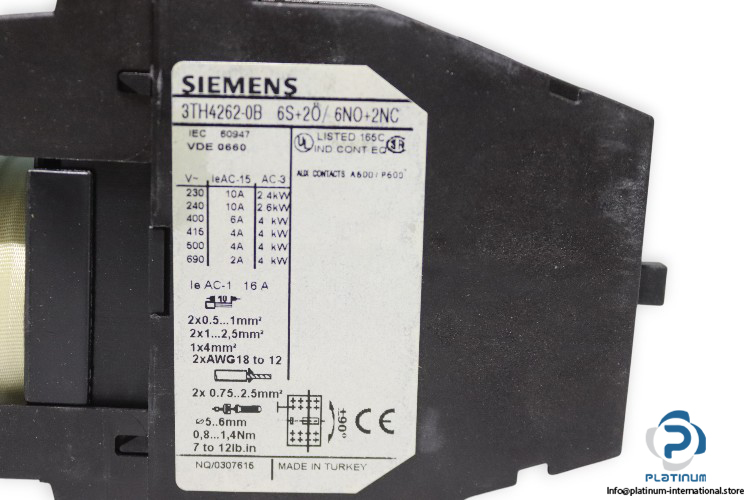 SIEMENS
3TH4262-0B 6S+2Ö/ 6NO+2NC
IEC 60947
VDE 0660
UL LISTED 165C
IND CONT EQ
AUX CONTACTS A600 / P600
V~ IeAC-15 AC-3
230 10A 2.4kW
240 10A 2.6kW
400 6A 4 kW
415 4A 4 kW
500 4A 4 kW
690 2A 4 kW
Ie AC-1 16 A
10
2x0.5...1mm²
2x1...2,5mm²
1x4mm²
2xAWG18 to 12
2x 0.75...2.5mm²
⌀5..6mm
0,8...1,4Nm
7 to 12lb.in
±90°
CE
NQ/0307615
MADE IN TURKEY
PLATINUM
INTERNATIONAL
Info@platinum-international.store